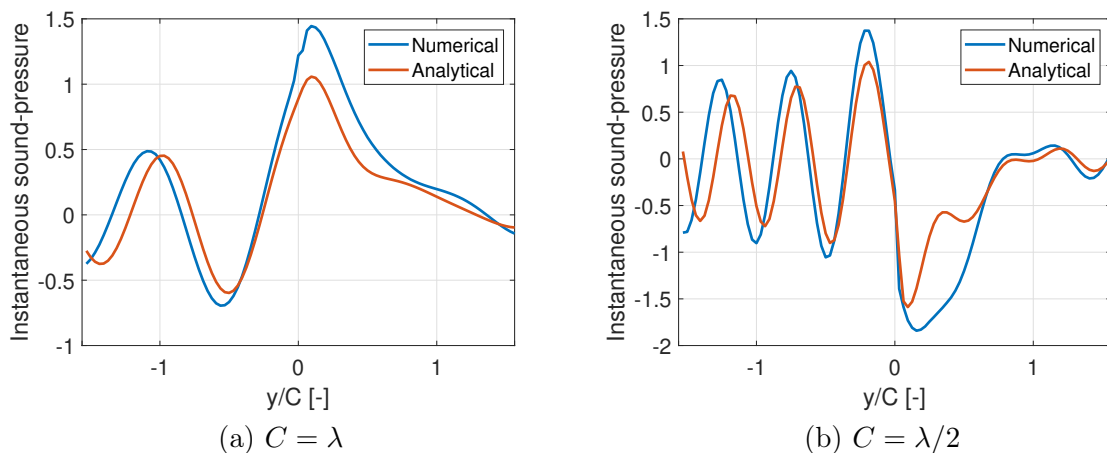 1.5
1
0.5
0
-0.5
-1
Instantaneous sound-pressure
-1
0
1
y/C [-]
Numerical
Analytical
(a) C = λ
1.5
1
0.5
0
-0.5
-1
-1.5
-2
Instantaneous sound-pressure
-1
0
1
y/C [-]
Numerical
Analytical
(b) C = λ/2